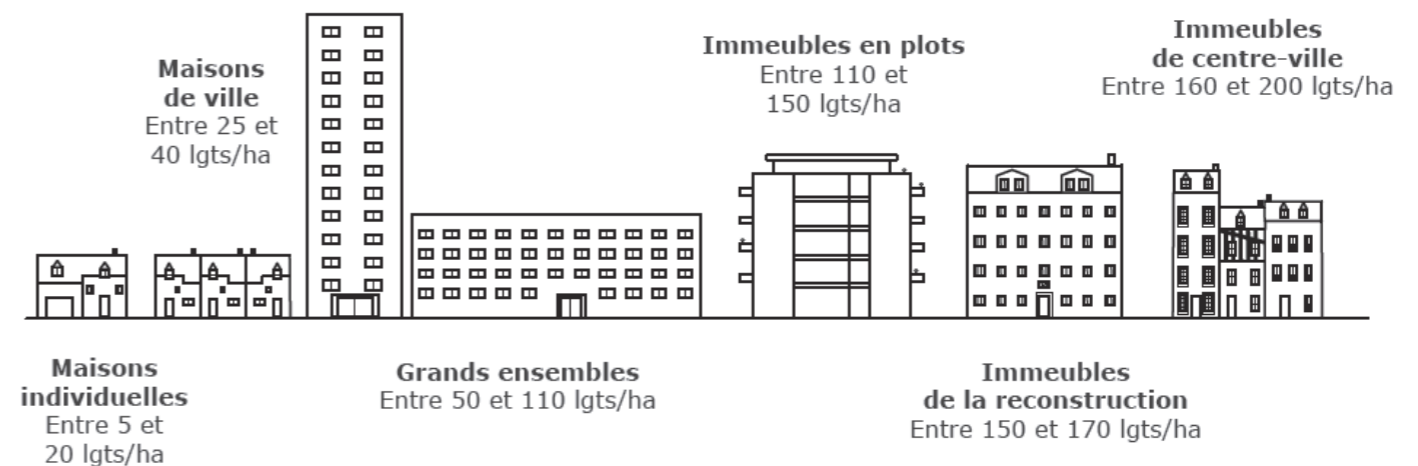 Maisons
individuelles
Entre 5 et
20 lgts/ha
Maisons
de ville
Entre 25 et
40 lgts/ha
Grands ensembles
Entre 50 et 110 lgts/ha
Immeubles en plots
Entre 110 et
150 lgts/ha
Immeubles
de la reconstruction
Entre 150 et 170 lgts/ha
Immeubles
de centre-ville
Entre 160 et 200 lgts/ha